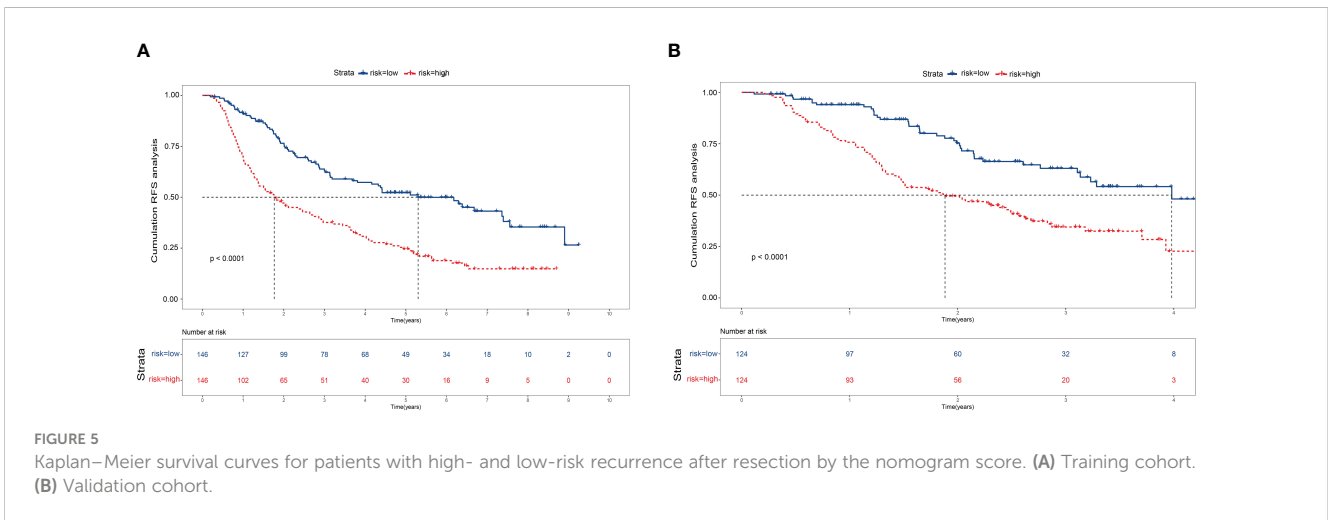 A
Strata risk=low risk=high
Cumulation RFS analysis
1.00
0.75
0.50
0.25
0.00
p < 0.0001
0 1 2 3 4 5 6 7 8 9 10
Time(years)
Number at risk
Strata
risk=low 146 127 99 78 68 49 34 18 10 2 0
risk=high 146 102 65 51 40 30 16 9 5 0 0
0 1 2 3 4 5 6 7 8 9 10
Time(years)
B
Strata risk=low risk=high
Cumulation RFS analysis
1.00
0.75
0.50
0.25
0.00
p < 0.0001
0 1 2 3 4
Time(years)
Number at risk
Strata
risk=low 124 97 60 32 8
risk=high 124 93 56 20 3
0 1 2 3 4
Time(years)
FIGURE 5
Kaplan–Meier survival curves for patients with high- and low-risk recurrence after resection by the nomogram score. (A) Training cohort.
(B) Validation cohort.